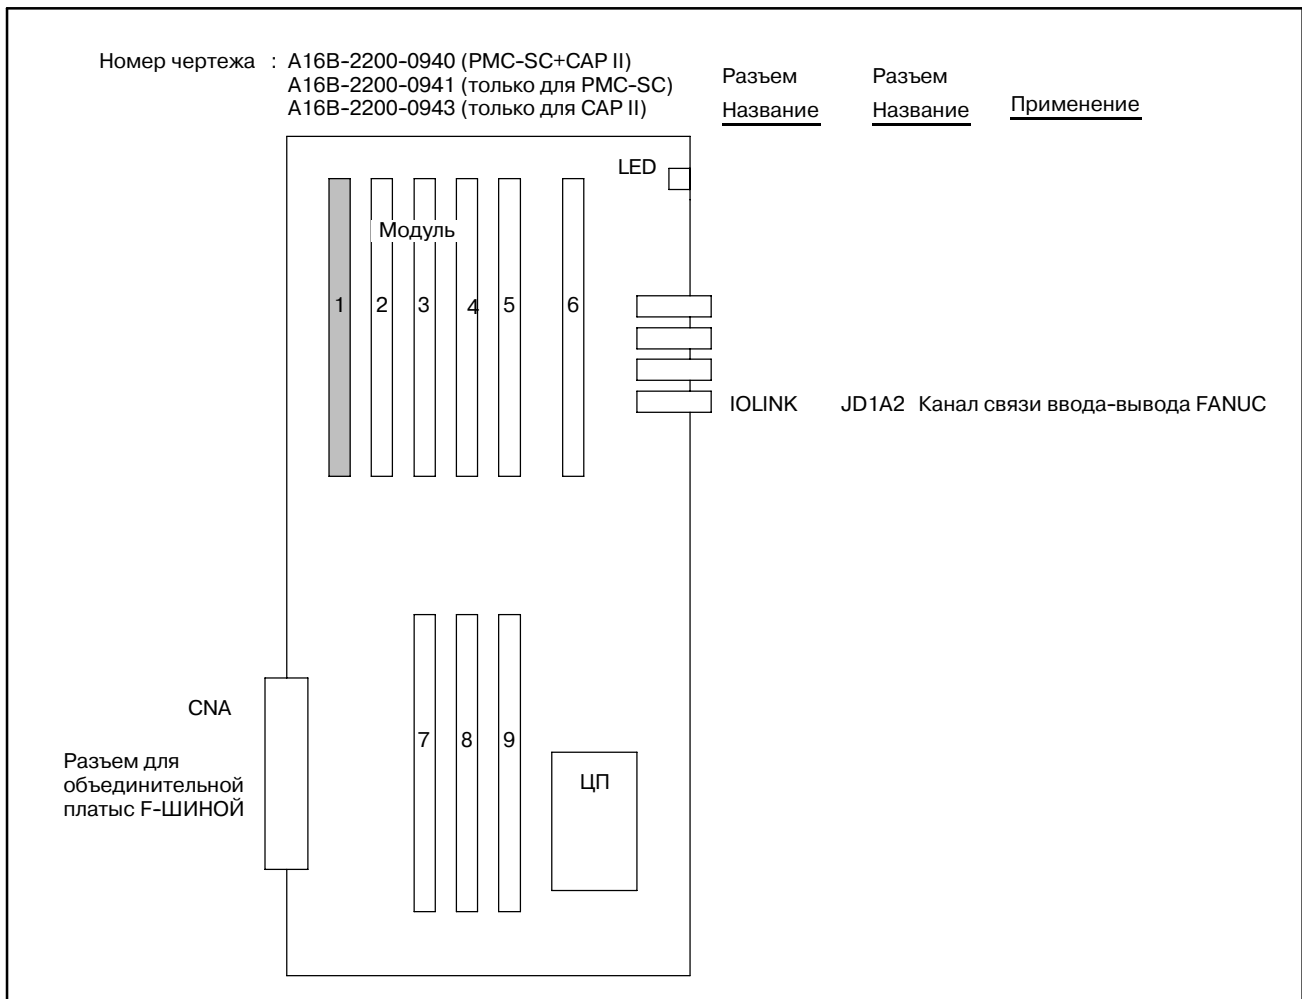 Номер чертежа : A16B-2200-0940 (PMC-SC+CAP II)
A16B-2200-0941 (только для PMC-SC)
A16B-2200-0943 (только для CAP II)
Разъем Разъем
Название Название Применение
LED
Модуль
1 2 3 4 5 6
IOLINK JD1A2 Канал связи ввода-вывода FANUC
CNA
7 8 9
ЦП
Разъем для
объединительной
платыс F-ШИНОЙ